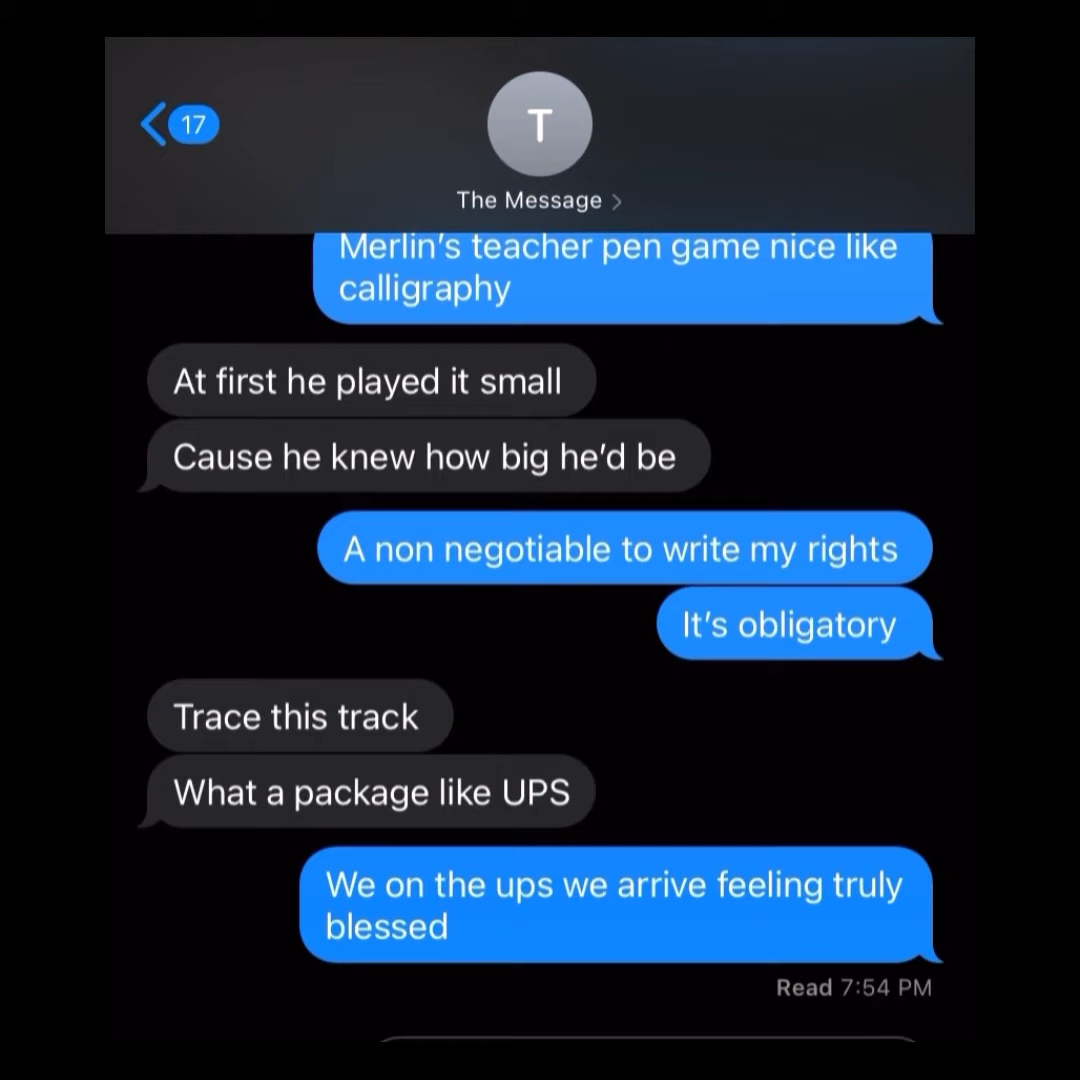 17
T
The Message
Merlin’s teacher pen game nice like
calligraphy
At first he played it small
Cause he knew how big he’d be
A non negotiable to write my rights
It’s obligatory
Trace this track
What a package like UPS
We on the ups we arrive feeling truly
blessed
Read 7:54 PM